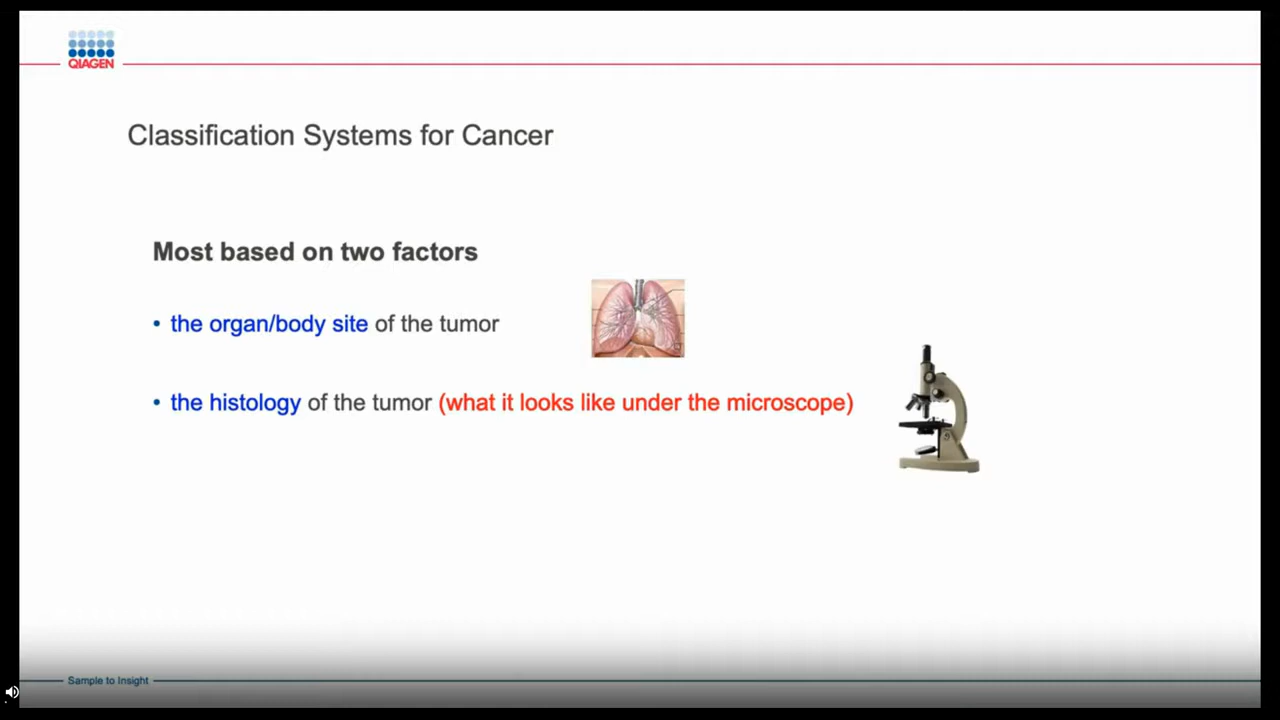 QIAGEN
Classification Systems for Cancer
Most based on two factors
• the organ/body site of the tumor
• the histology of the tumor (what it looks like under the microscope)
Sample to Insight